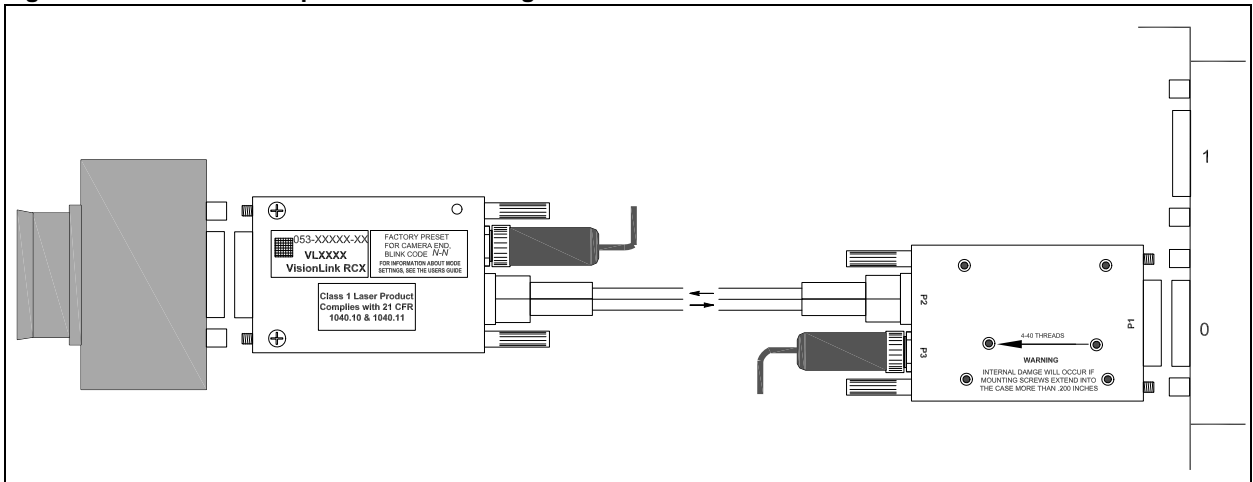 053-XXXXX-XX
VLXXXX
VisionLink RCX
FACTORY PRESET
FOR CAMERA END,
BLINK CODE N-N
FOR INFORMATION ABOUT MODE
SETTINGS, SEE THE USERS GUIDE
Class 1 Laser Product
Complies with 21 CFR
1040.10 & 1040.11
P2
P3
4-40 THREADS
WARNING
INTERNAL DAMGE WILL OCCUR IF
MOUNTING SCREWS EXTEND INTO
THE CASE MORE THAN .200 INCHES
P1
1
0